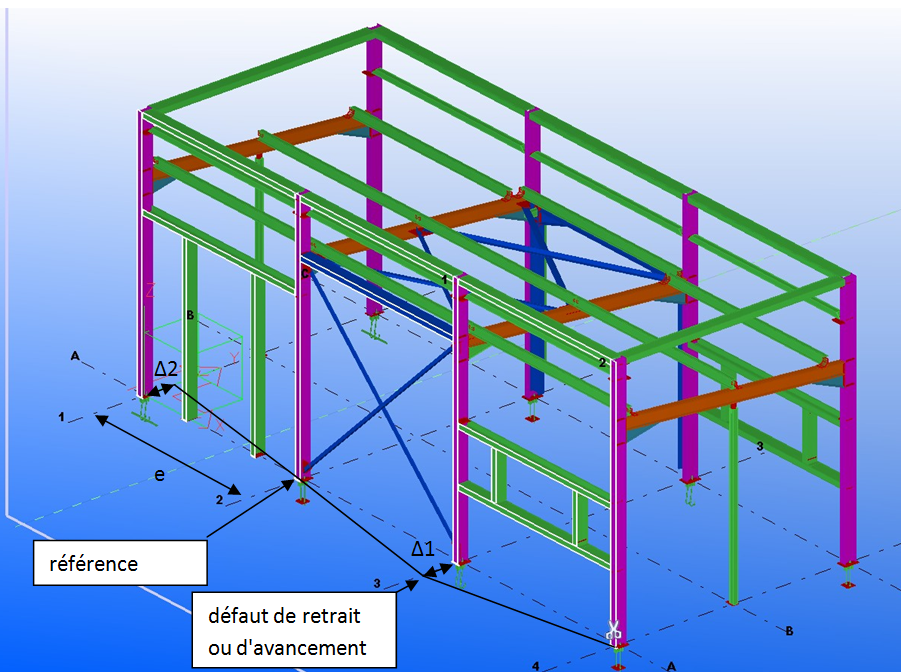 1
B
2
A
Δ2
1
3
e
2
référence
Δ1
3
défaut de retrait
ou d'avancement
B
4
A